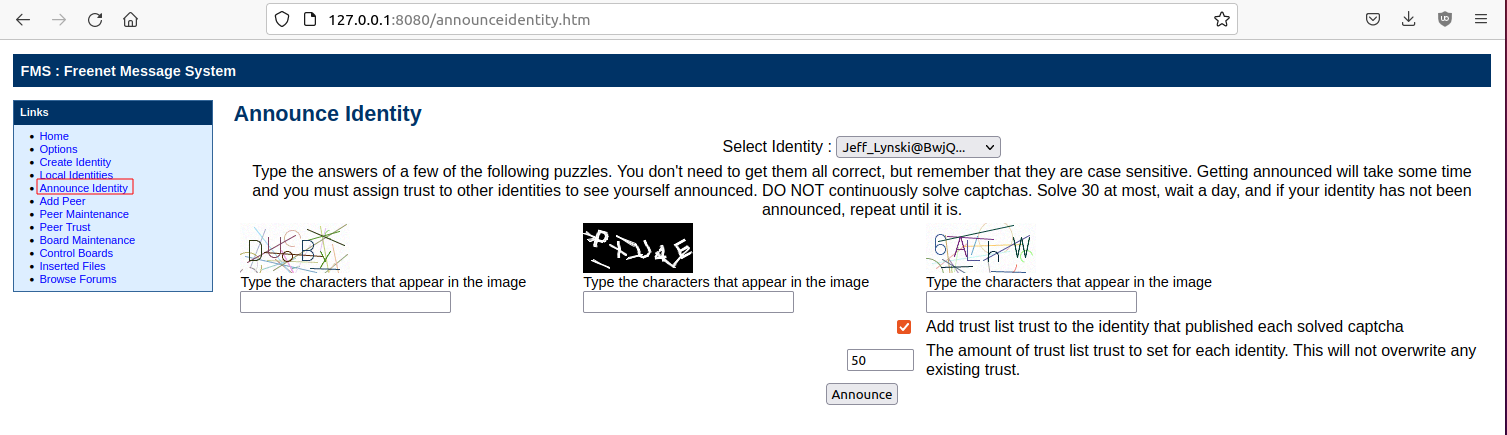 127.0.0.1:8080/announceidentity.htm
FMS : Freenet Message System
Links
Home
Options
Create Identity
Local Identities
Announce Identity
Add Peer
Peer Maintenance
Peer Trust
Board Maintenance
Control Boards
Inserted Files
Browse Forums
Announce Identity
Select Identity : Jeff_Lynski@BwjQ...
Type the answers of a few of the following puzzles. You don't need to get them all correct, but remember that they are case sensitive. Getting announced will take some time
and you must assign trust to other identities to see yourself announced. DO NOT continuously solve captchas. Solve 30 at most, wait a day, and if your identity has not been
announced, repeat until it is.
Type the characters that appear in the image
Type the characters that appear in the image
Type the characters that appear in the image
Add trust list trust to the identity that published each solved captcha
50
The amount of trust list trust to set for each identity. This will not overwrite any
existing trust.
Announce